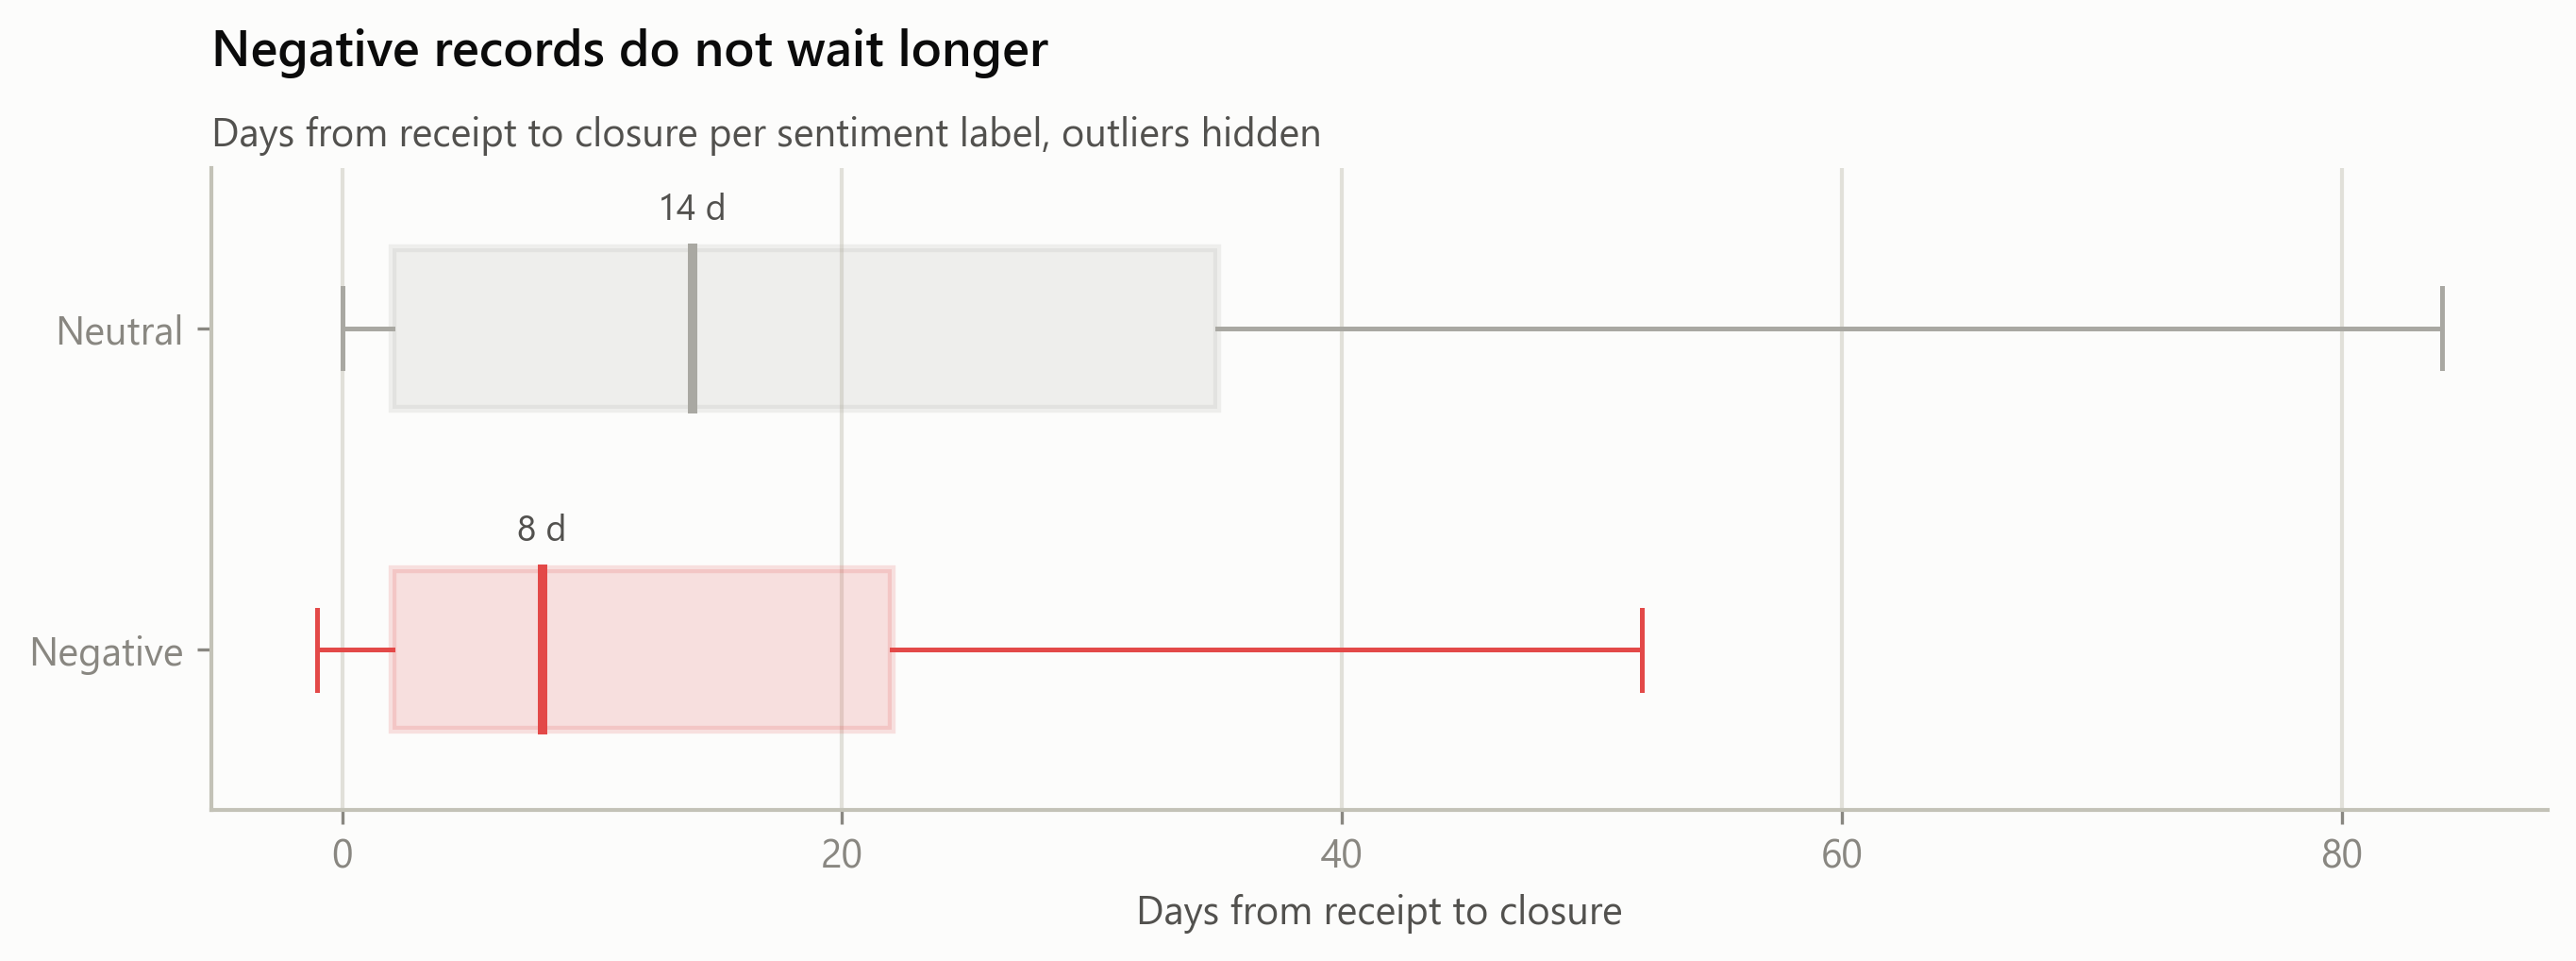 Negative records do not wait longer
Days from receipt to closure per sentiment label, outliers hidden
14 d
Neutral
8 d
Negative
0 20 40 60 80
Days from receipt to closure